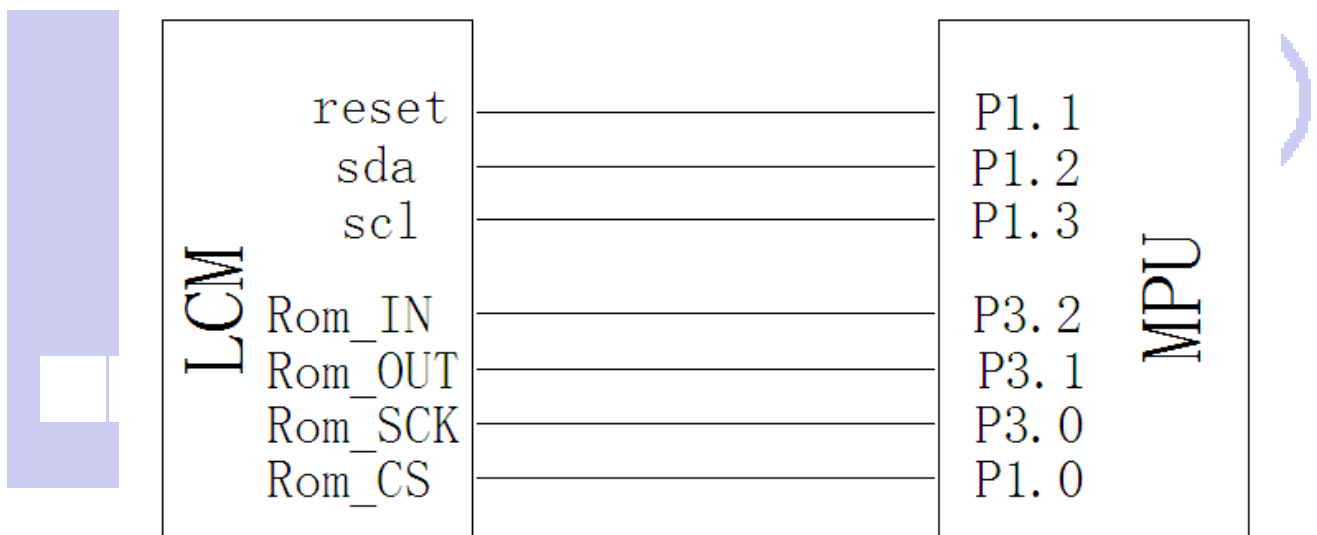 reset P1.1
sda P1.2
scl P1.3
LCM
MPU
Rom_IN P3.2
Rom_OUT P3.1
Rom_SCK P3.0
Rom_CS P1.0